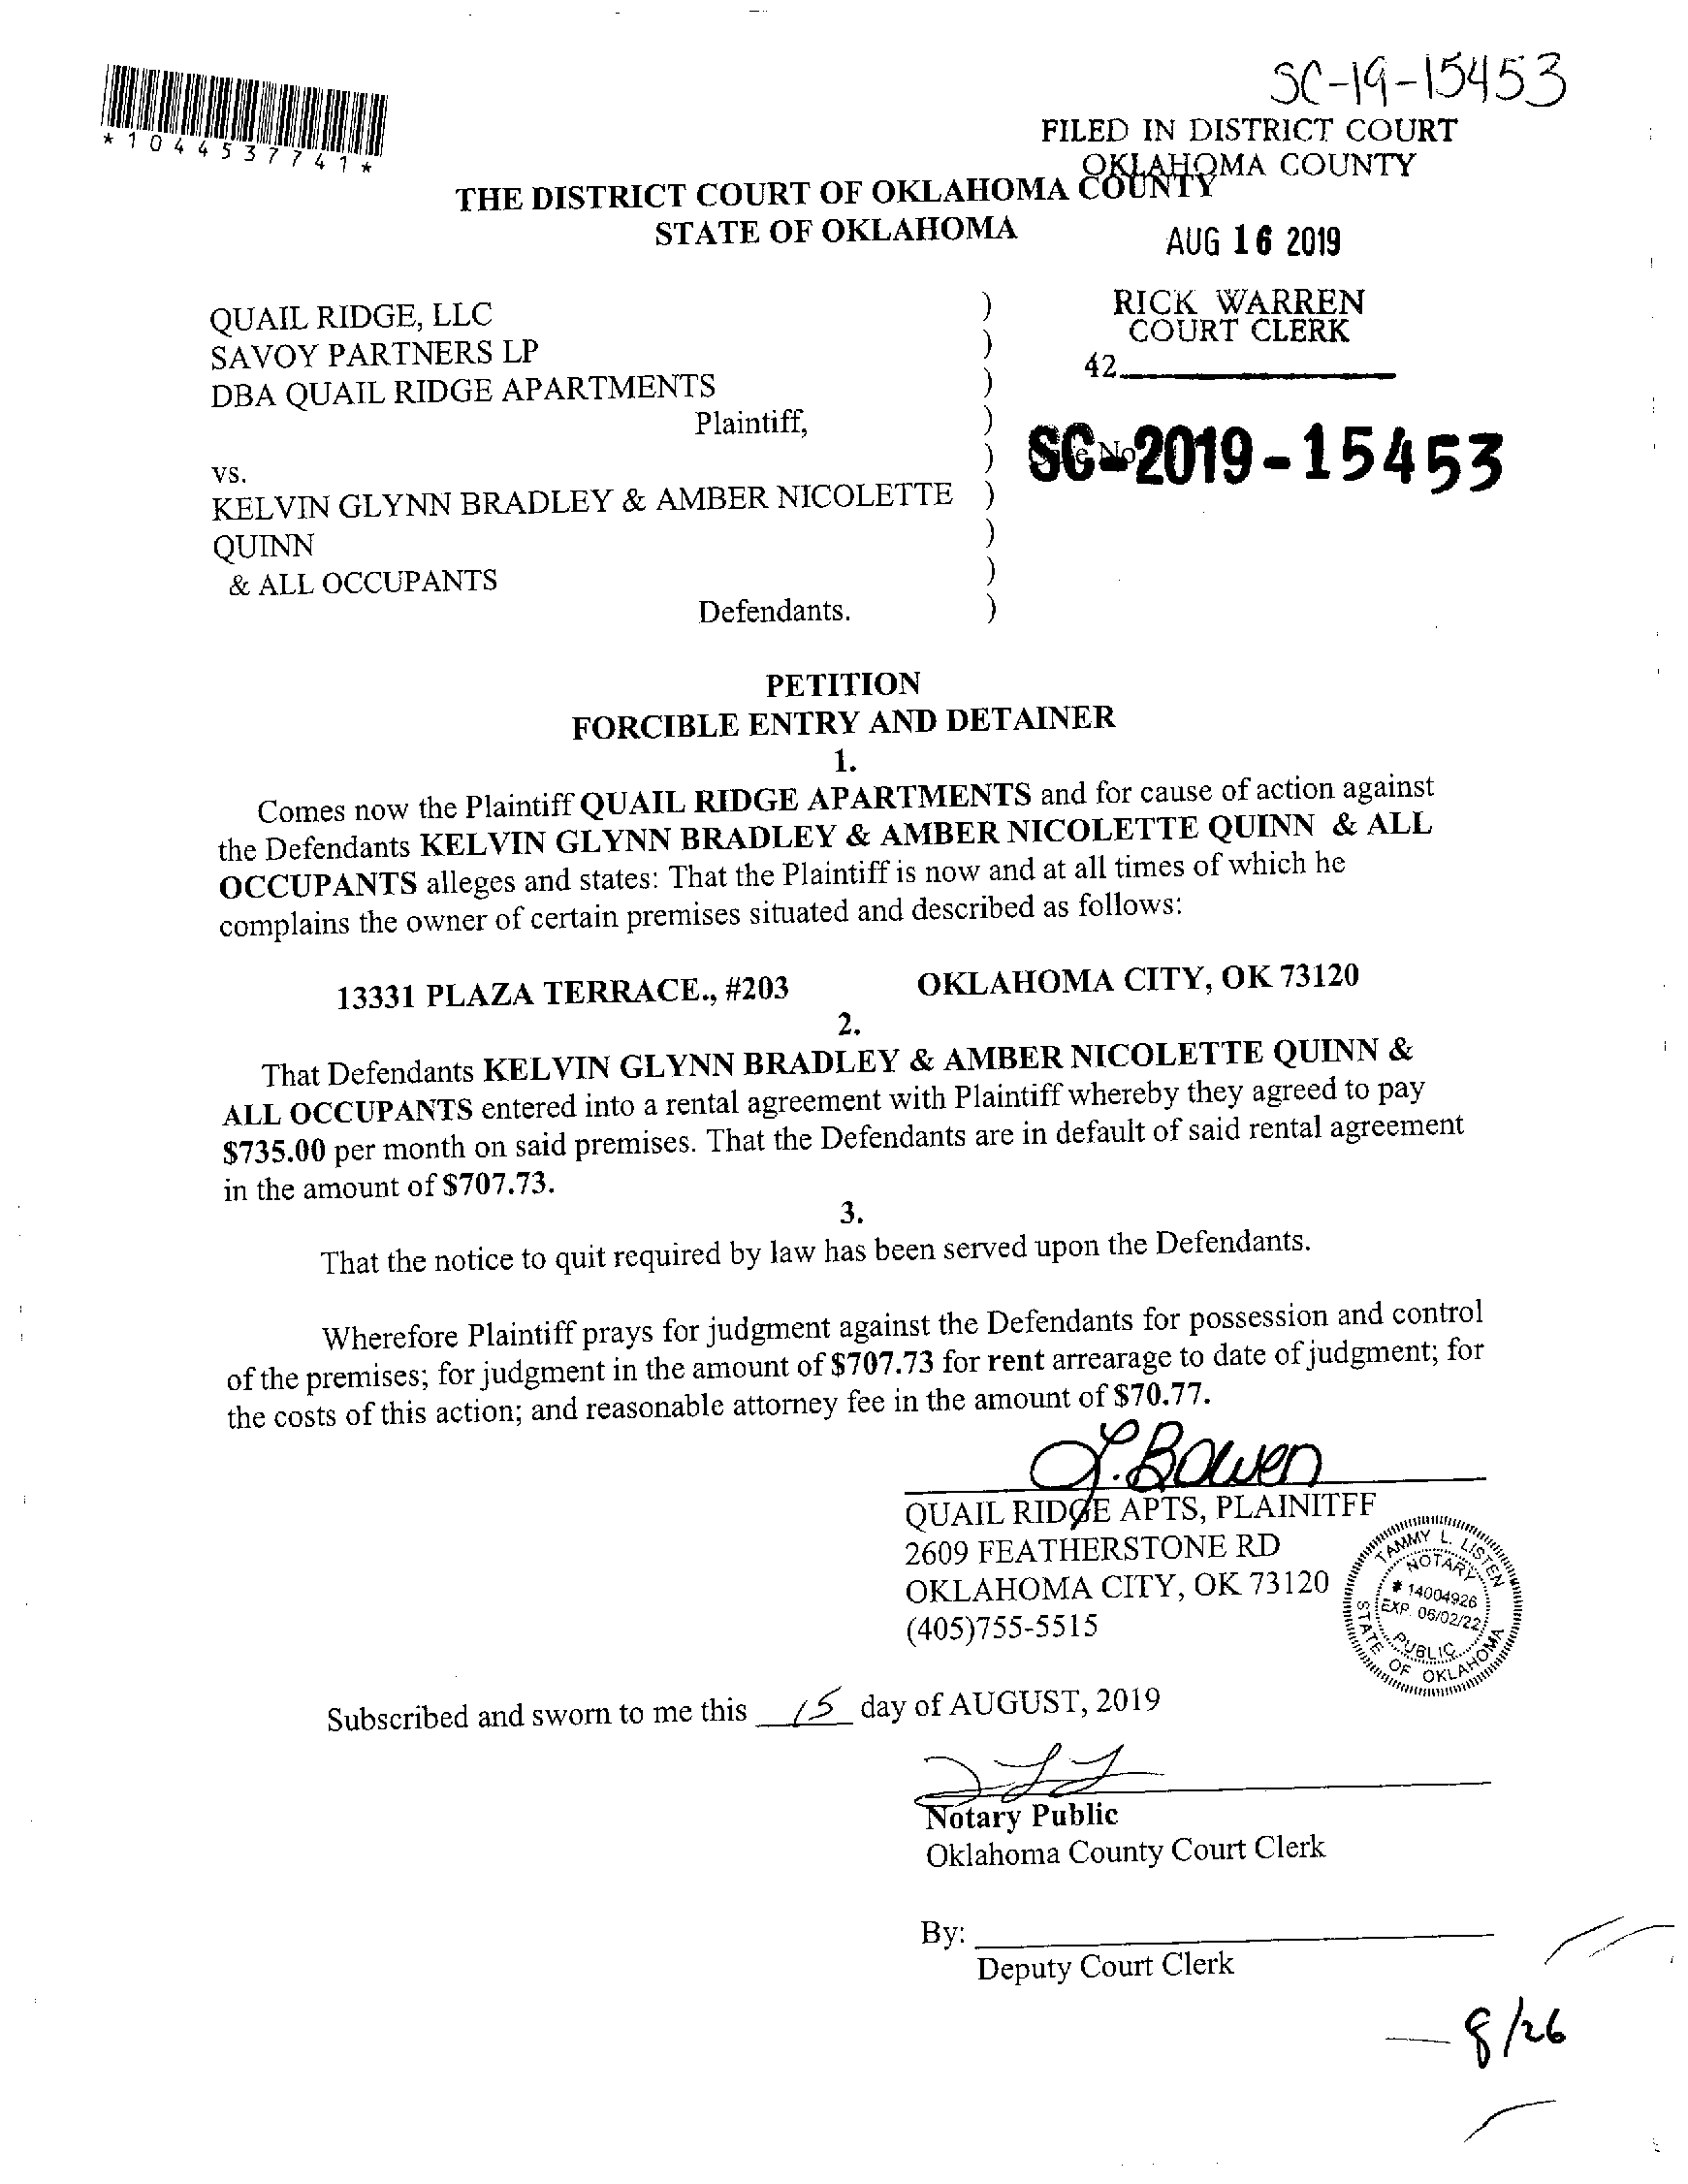 SC-19-15453
*1044537741*
FILED IN DISTRICT COURT
OKLAHOMA COUNTY
THE DISTRICT COURT OF OKLAHOMA COUNTY
STATE OF OKLAHOMA
AUG 16 2019
RICK WARREN
COURT CLERK
42
QUAIL RIDGE, LLC )
SAVOY PARTNERS LP )
DBA QUAIL RIDGE APARTMENTS )
Plaintiff, )
SC-2019-15453
vs. )
KELVIN GLYNN BRADLEY & AMBER NICOLETTE )
QUINN )
& ALL OCCUPANTS )
Defendants. )
PETITION
FORCIBLE ENTRY AND DETAINER
1.
Comes now the Plaintiff QUAIL RIDGE APARTMENTS and for cause of action against
the Defendants KELVIN GLYNN BRADLEY & AMBER NICOLETTE QUINN & ALL
OCCUPANTS alleges and states: That the Plaintiff is now and at all times of which he
complains the owner of certain premises situated and described as follows:
13331 PLAZA TERRACE., #203 OKLAHOMA CITY, OK 73120
2.
That Defendants KELVIN GLYNN BRADLEY & AMBER NICOLETTE QUINN &
ALL OCCUPANTS entered into a rental agreement with Plaintiff whereby they agreed to pay
$735.00 per month on said premises. That the Defendants are in default of said rental agreement
in the amount of $707.73.
3.
That the notice to quit required by law has been served upon the Defendants.
Wherefore Plaintiff prays for judgment against the Defendants for possession and control
of the premises; for judgment in the amount of $707.73 for rent arrearage to date of judgment; for
the costs of this action; and reasonable attorney fee in the amount of $70.77.
L. Bowen
QUAIL RIDGE APTS, PLAINITFF
2609 FEATHERSTONE RD
OKLAHOMA CITY, OK 73120
(405)755-5515
TAMMY L. LISTEN
NOTARY
# 14004926
EXP. 06/02/22
PUBLIC
STATE OF OKLAHOMA
Subscribed and sworn to me this 15 day of AUGUST, 2019
Notary Public
Oklahoma County Court Clerk
By:
Deputy Court Clerk
8/26